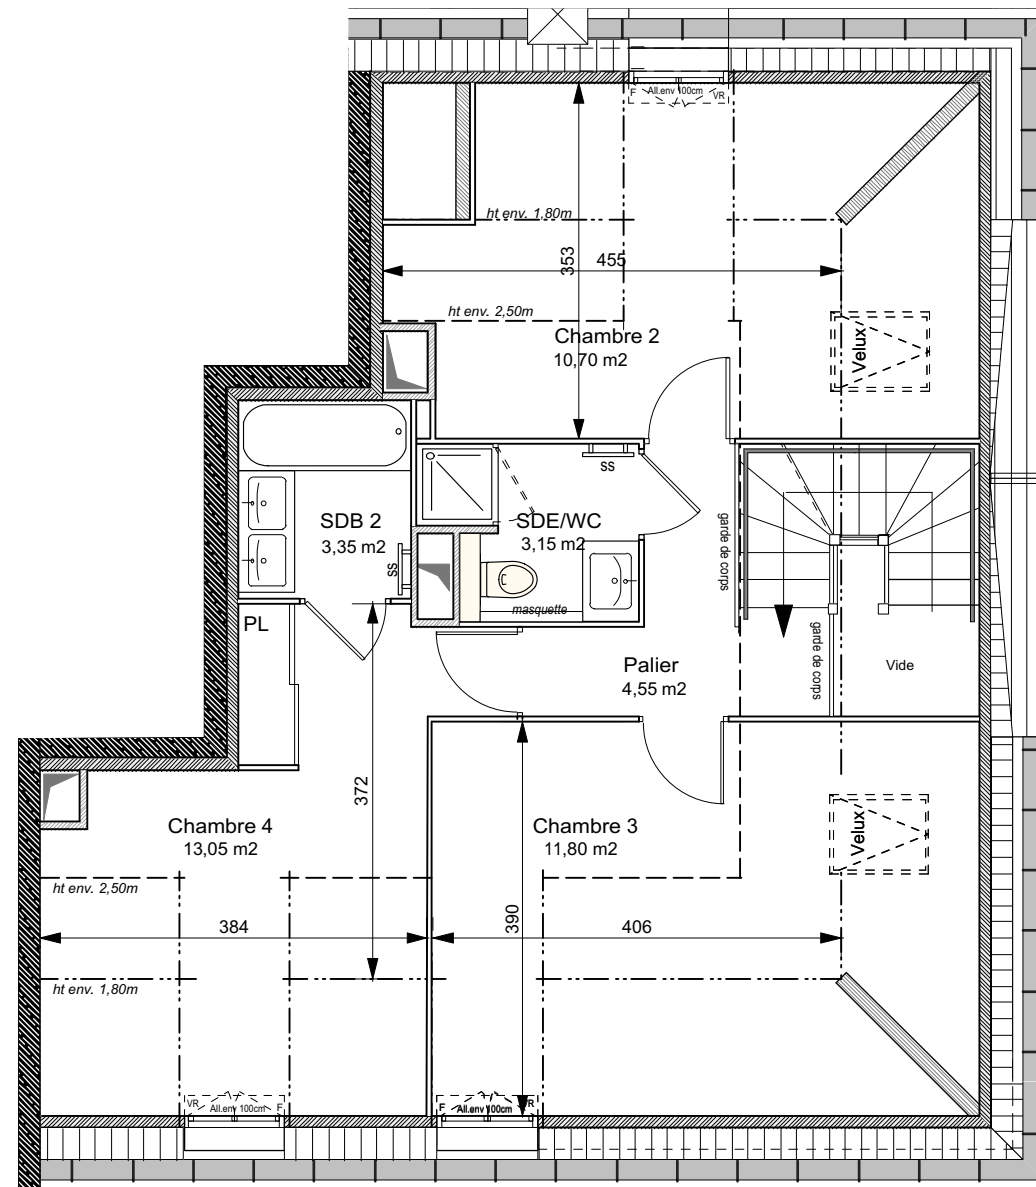 F
All.env 100cm
VR
ht env. 1,80m
353
455
ht env. 2,50m
Chambre 2
10,70 m2
Velux
ss
SDB 2
3,35 m2
SDE/WC
3,15 m2
ss
garde de corps
masquette
PL
garde de corps
Palier
4,55 m2
Vide
372
Chambre 4
13,05 m2
Chambre 3
11,80 m2
Velux
ht env. 2,50m
384
390
406
ht env. 1,80m
VR
All.env 100cm
F
F
All.env 100cm
VR